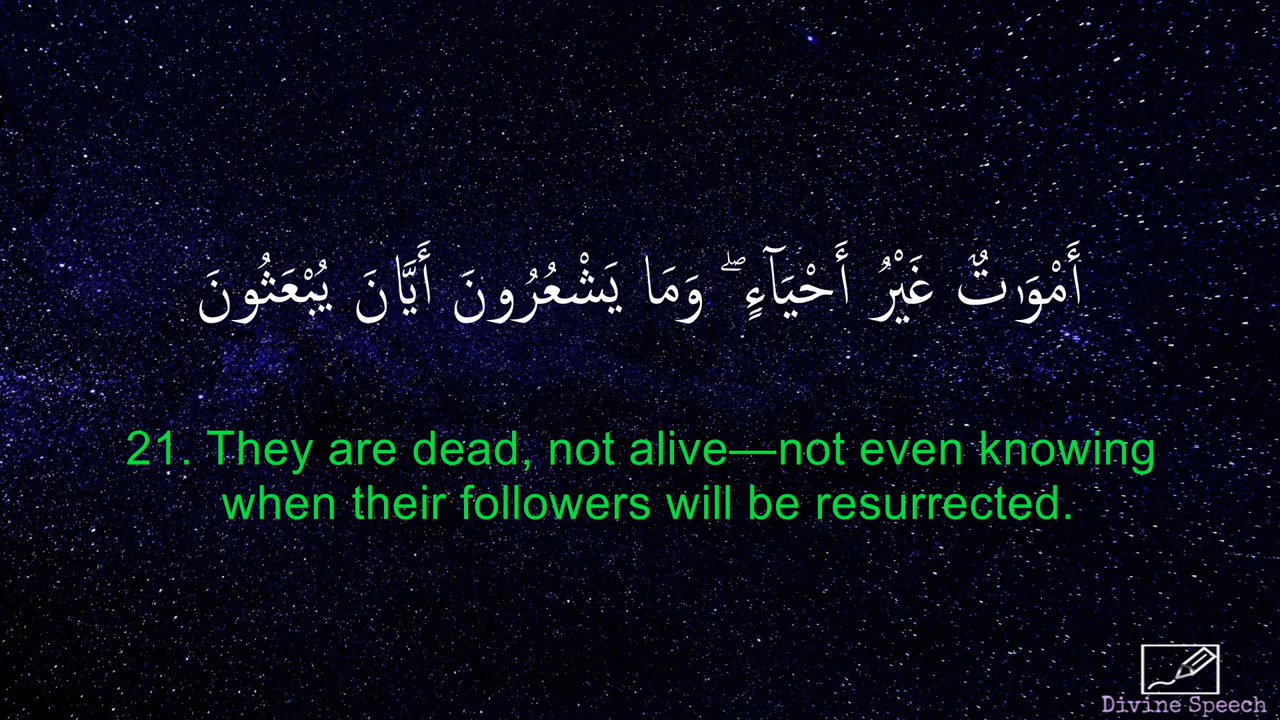 أَمْوَٰتٌ غَيْرُ أَحْيَآءٍ ۖ وَمَا يَشْعُرُونَ أَيَّانَ يُبْعَثُونَ
21. They are dead, not alive—not even knowing
when their followers will be resurrected.
Divine Speech